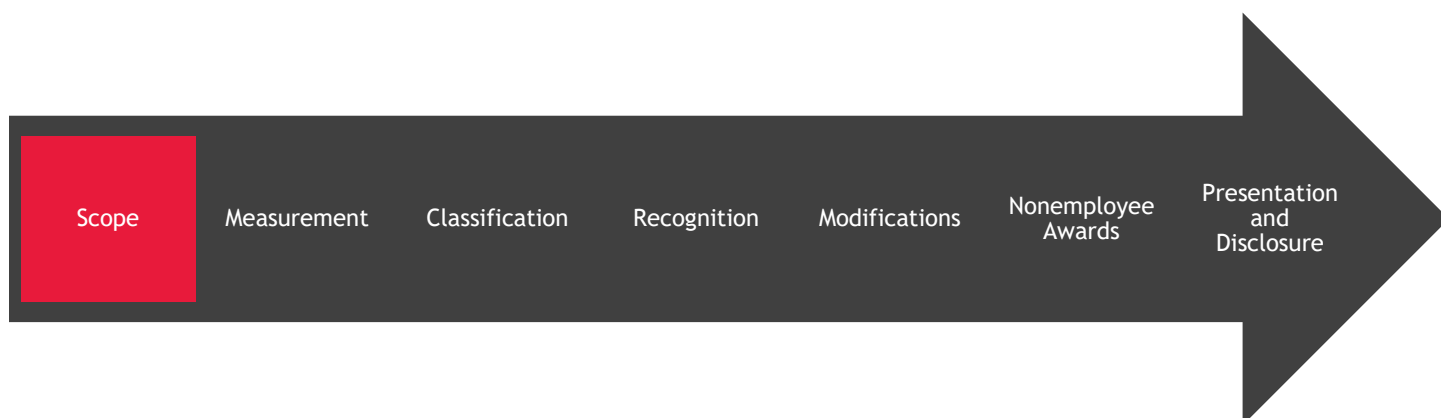 Scope
Measurement
Classification
Recognition
Modifications
Nonemployee
Awards
Presentation
and
Disclosure